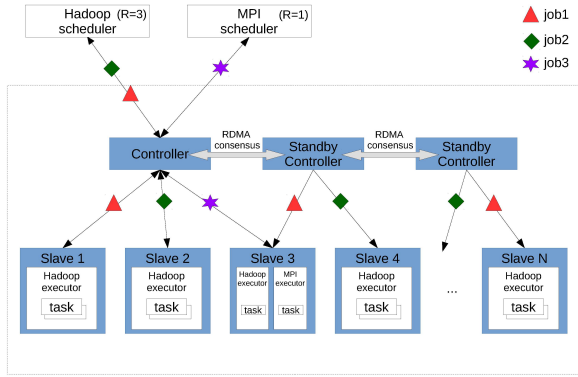 Hadoop (R=3)
scheduler
MPI (R=1)
scheduler
job1
job2
job3
Controller
RDMA
consensus
Standby
Controller
RDMA
consensus
Standby
Controller
Slave 1
Hadoop
executor
task
Slave 2
Hadoop
executor
task
Slave 3
Hadoop
executor
task
MPI
executor
task
Slave 4
Hadoop
executor
task
...
Slave N
Hadoop
executor
task